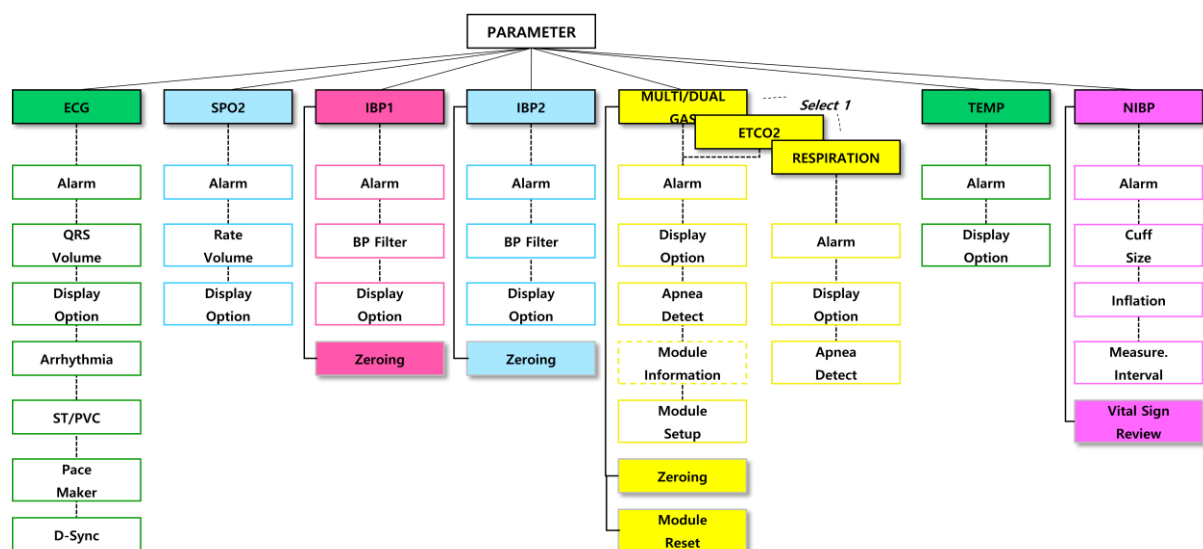 PARAMETER
ECG
SPO2
IBP1
IBP2
MULTI/DUAL
GAS
Select 1
ETCO2
RESPIRATION
TEMP
NIBP
Alarm
QRS
Volume
Display
Option
Arrhythmia
ST/PVC
Pace
Maker
D-Sync
Alarm
Rate
Volume
Display
Option
Alarm
BP Filter
Display
Option
Zeroing
Alarm
BP Filter
Display
Option
Zeroing
Alarm
Display
Option
Apnea
Detect
Module
Information
Module
Setup
Zeroing
Module
Reset
Alarm
Display
Option
Apnea
Detect
Alarm
Display
Option
Alarm
Cuff
Size
Inflation
Measure.
Interval
Vital Sign
Review